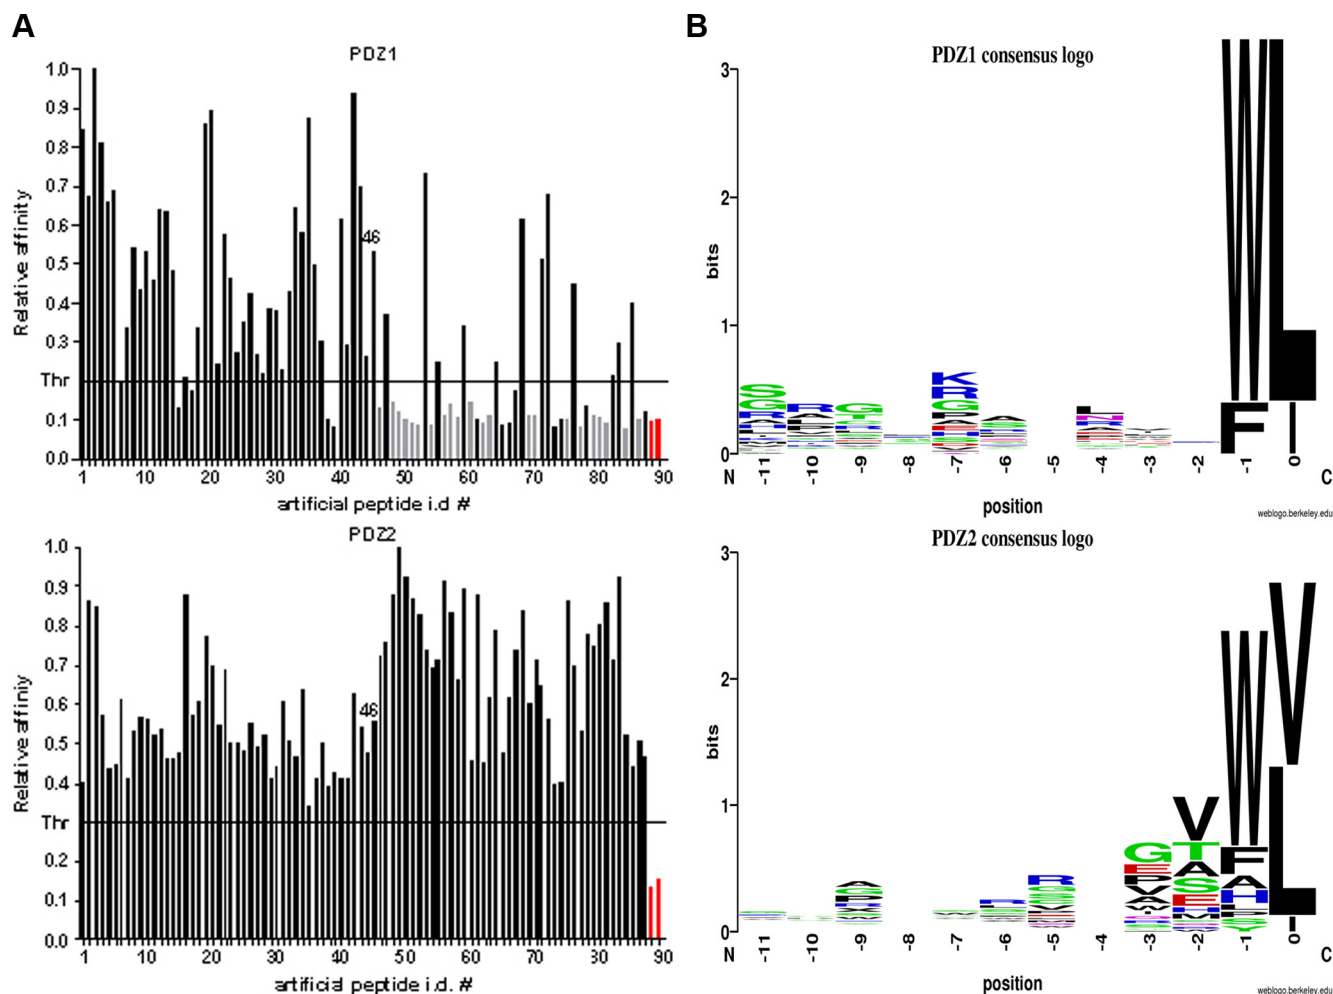 A
B
PDZ1
1.0
0.9
0.8
0.7
0.6
0.5
0.4
0.3
Thr
0.1
0.0
Relative affinity
46
1 10 20 30 40 50 60 70 80 90
artificial peptide i.d #
PDZ1 consensus logo
3
2
1
0
bits
N -11 -10 -9 -8 -7 -6 -5 -4 -3 -2 -1 0 C
position
weblogo.berkeley.edu
S G R
R A
G T
K R G P A
A
L N R
W F
L I
PDZ2
1.0
0.9
0.8
0.7
0.6
0.5
0.4
Thr
0.2
0.1
0.0
Relative affiniy
46
1 10 20 30 40 50 60 70 80 90
artificial peptide i.d. #
PDZ2 consensus logo
3
2
1
0
bits
N -11 -10 -9 -8 -7 -6 -5 -4 -3 -2 -1 0 C
position
weblogo.berkeley.edu
A G P
R
R G S V
G E P V A
V T A S E H
W F A H
V L I